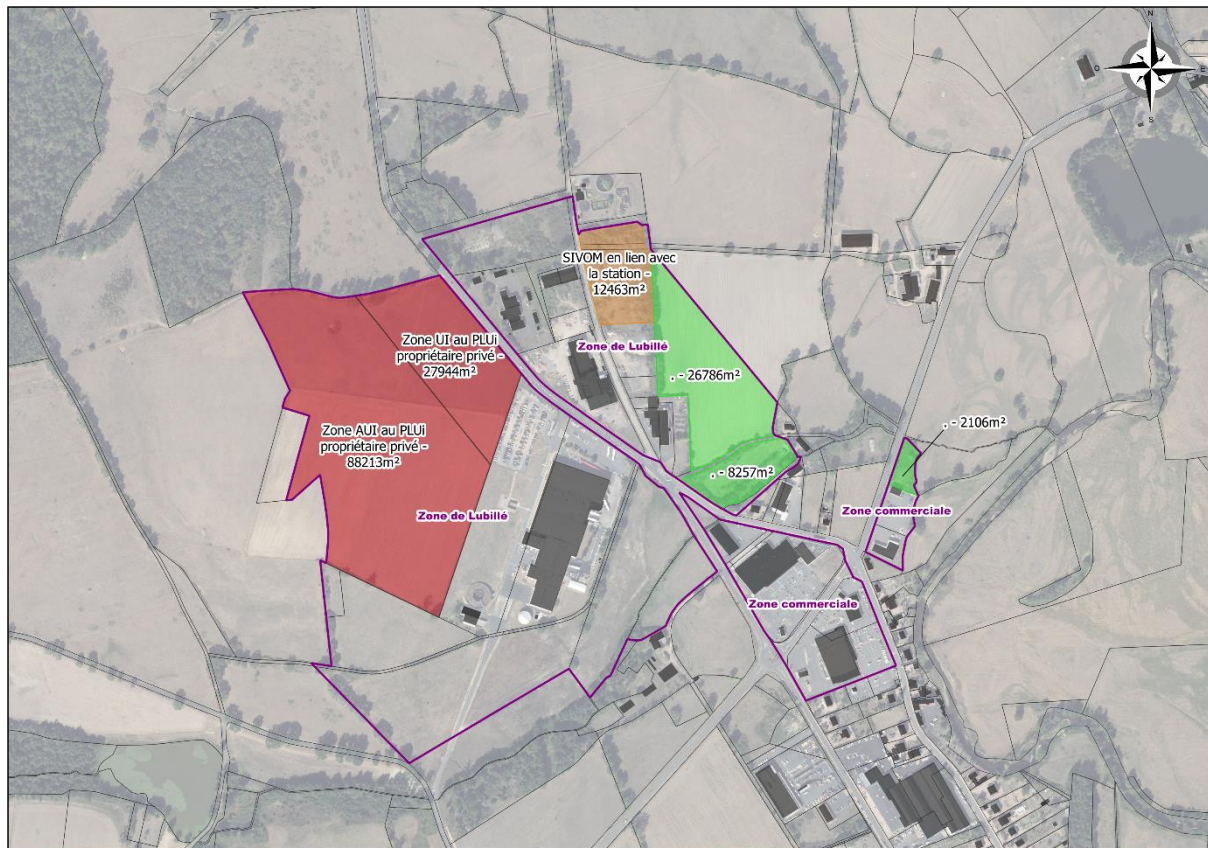 N
O
E
S
SIVOM en lien avec
la station -
12463m²
Zone UI au PLUi
propriétaire privé -
27944m²
Zone de Lubillé
. - 26786m²
Zone AUI au PLUi
propriétaire privé -
88213m²
. - 2106m²
. - 8257m²
Zone de Lubillé
Zone commerciale
Zone commerciale